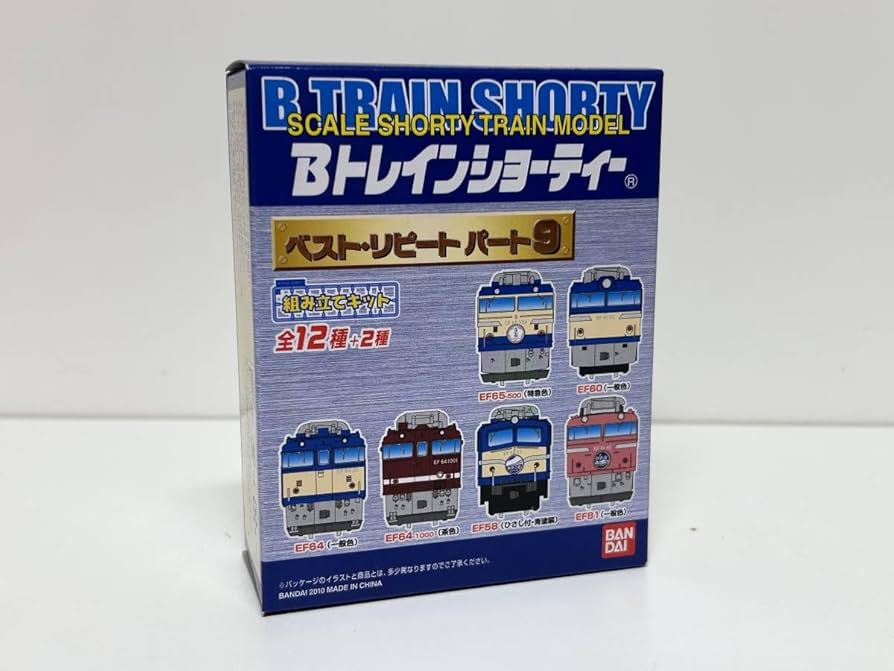 B TRAIN SHORTY
SCALE SHORTY TRAIN MODEL
Bトレインショーティー®
ベスト・リピート パート9
組み立てキット
全12種+2種
EF65-500 (特急色)
EF60 (一般色)
EF64 (一般色)
EF64 1001
EF64-1000 (茶色)
EF58 (ひさし付・青塗装)
EF81 (一般色)
BAN
DAI
※パッケージのイラストと商品とは、多少異なりますのでご了承ください。
BANDAI 2010 MADE IN CHINA